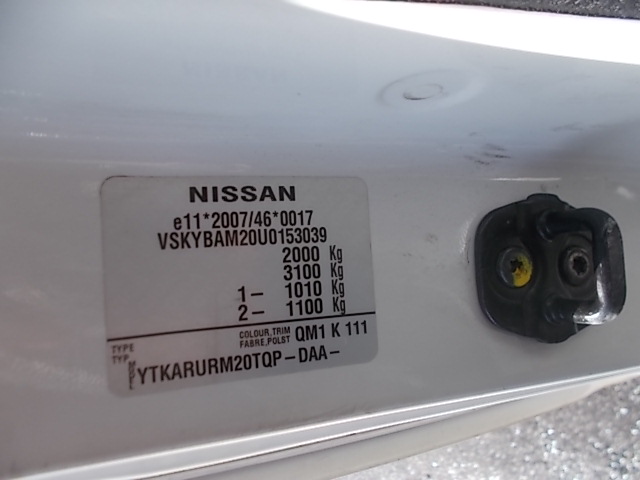 NISSAN
e11*2007/46*0017
VSKYBAM20U0153039
2000 Kg
3100 Kg
1- 1010 Kg
2- 1100 Kg
COLOUR,TRIM
FABRE,POLST QM1 K 111
TYPE
TYP
YTKARURM20TQP-DAA-